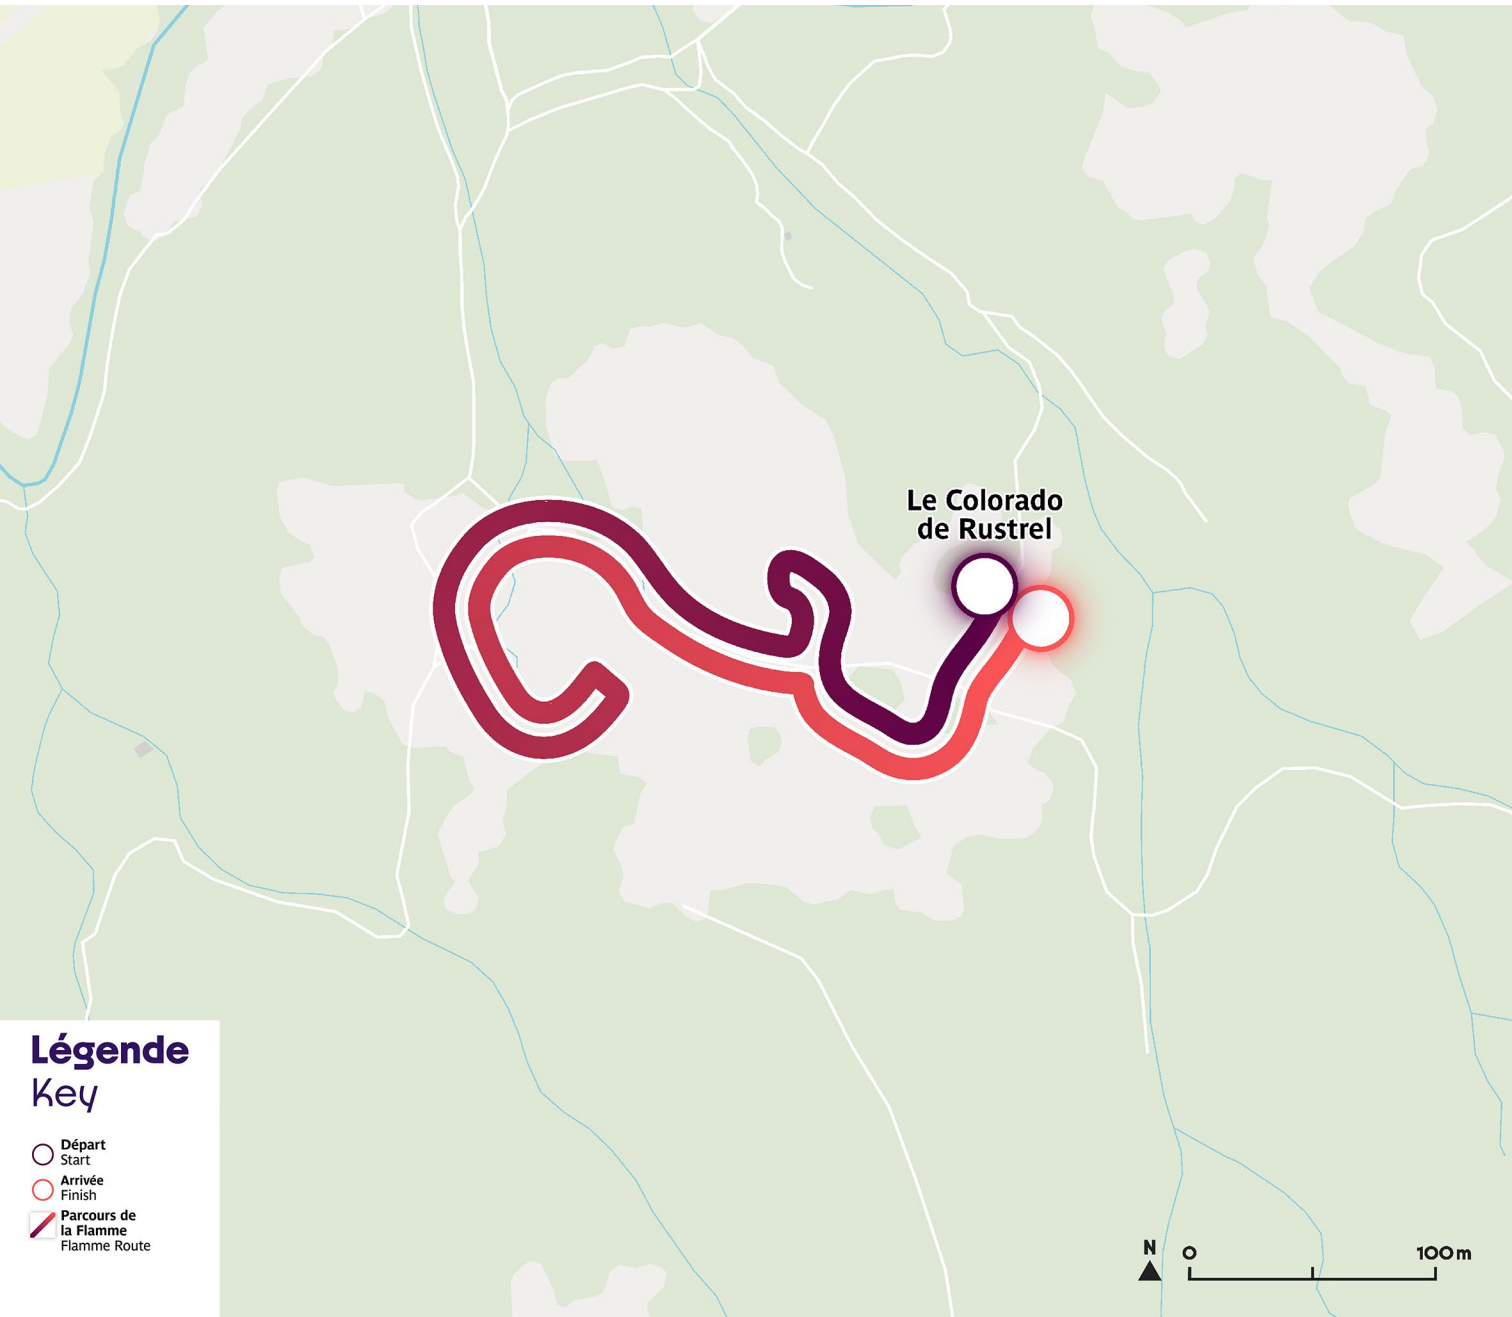 Le Colorado
de Rustrel
Légende
Key
Départ
Start
Arrivée
Finish
Parcours de
la Flamme
Flamme Route
N
0
100m